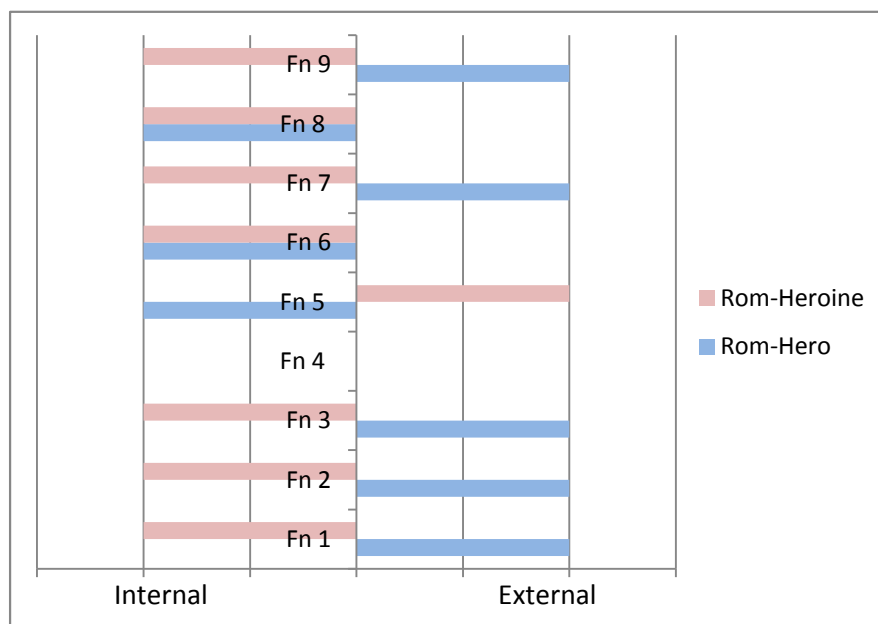 Fn 9
Fn 8
Fn 7
Fn 6
Fn 5
Fn 4
Fn 3
Fn 2
Fn 1
Internal
External
Rom-Heroine
Rom-Hero